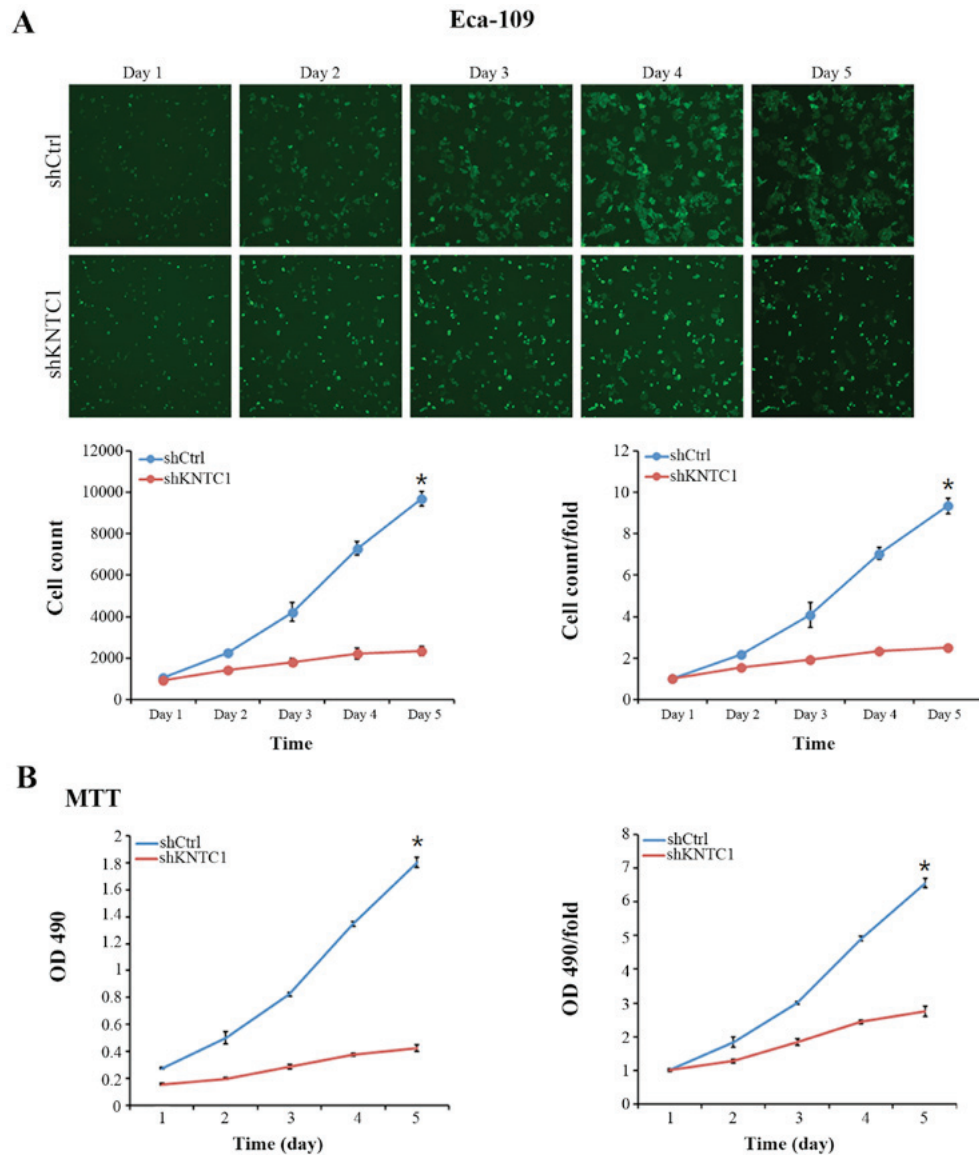 A
Eca-109
Day 1 Day 2 Day 3 Day 4 Day 5
shCtrl
shKNTC1
Cell count
12000
10000
8000
6000
4000
2000
0
shCtrl
shKNTC1
*
Day 1 Day 2 Day 3 Day 4 Day 5
Time
Cell count/fold
12
10
8
6
4
2
0
shCtrl
shKNTC1
*
Day 1 Day 2 Day 3 Day 4 Day 5
Time
B
MTT
OD 490
2
1.8
1.6
1.4
1.2
1
0.8
0.6
0.4
0.2
0
shCtrl
shKNTC1
*
1 2 3 4 5
Time (day)
OD 490/fold
8
7
6
5
4
3
2
1
0
shCtrl
shKNTC1
*
1 2 3 4 5
Time (day)